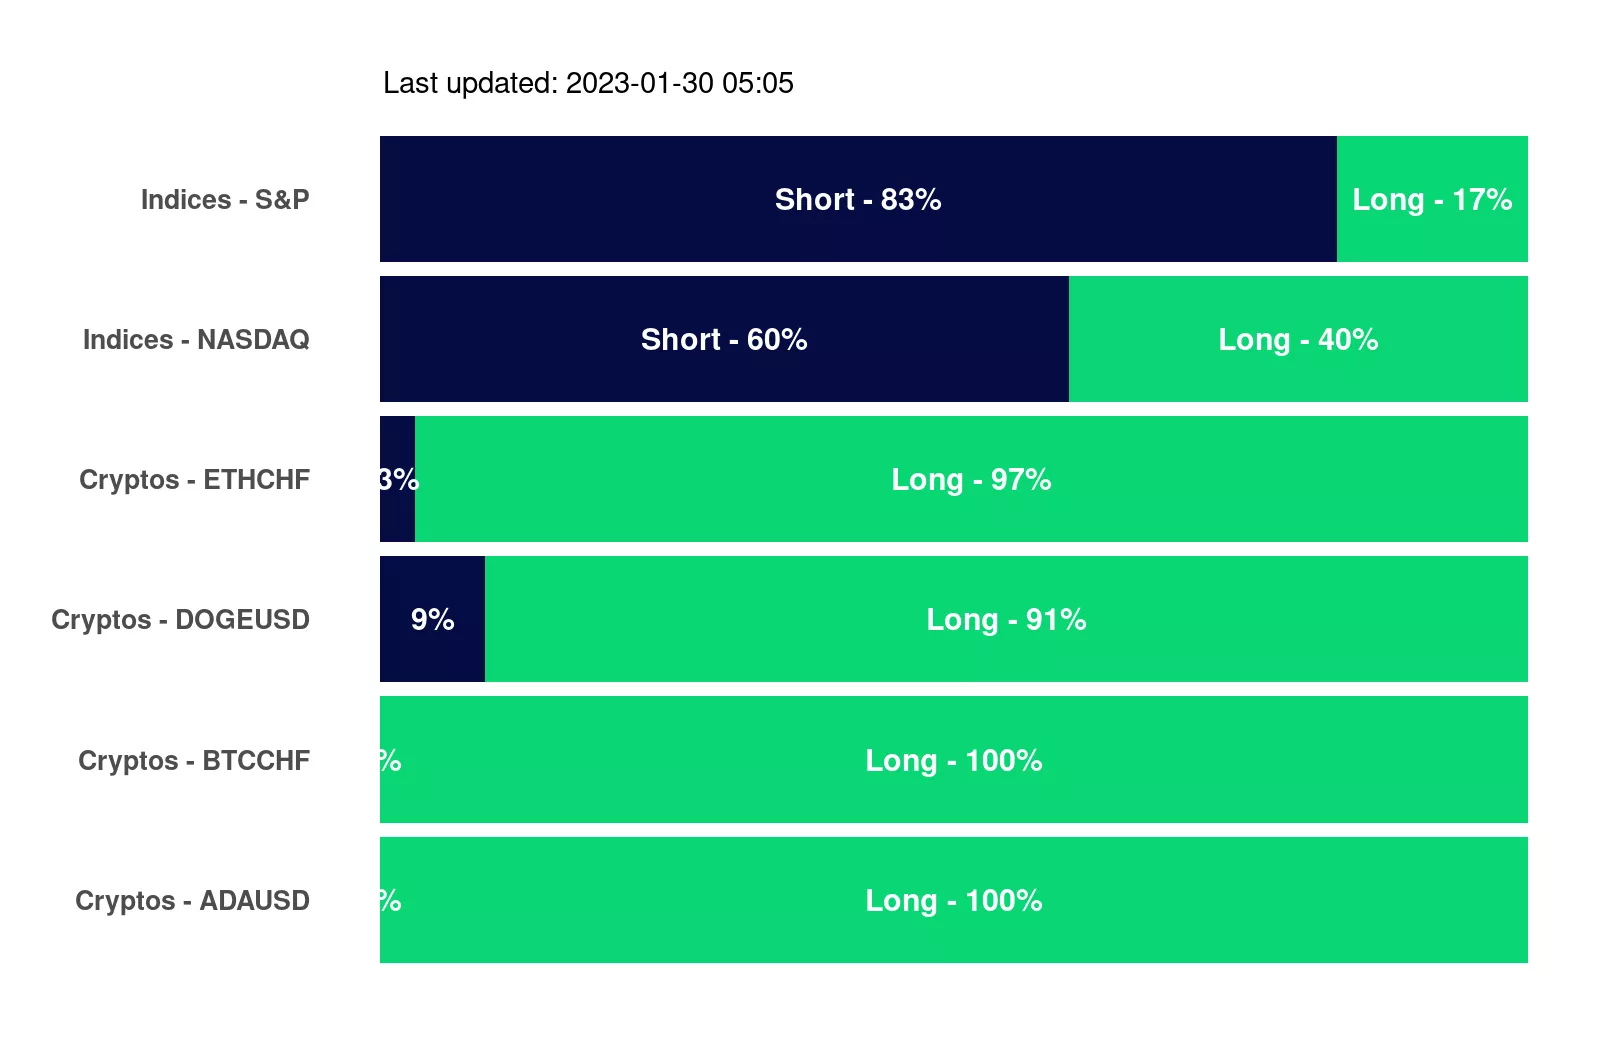 Last updated: 2023-01-30 05:05
Indices - S&P Short - 83% Long - 17%
Indices - NASDAQ Short - 60% Long - 40%
Cryptos - ETHCHF 3% Long - 97%
Cryptos - DOGEUSD 9% Long - 91%
Cryptos - BTCCHF % Long - 100%
Cryptos - ADAUSD % Long - 100%